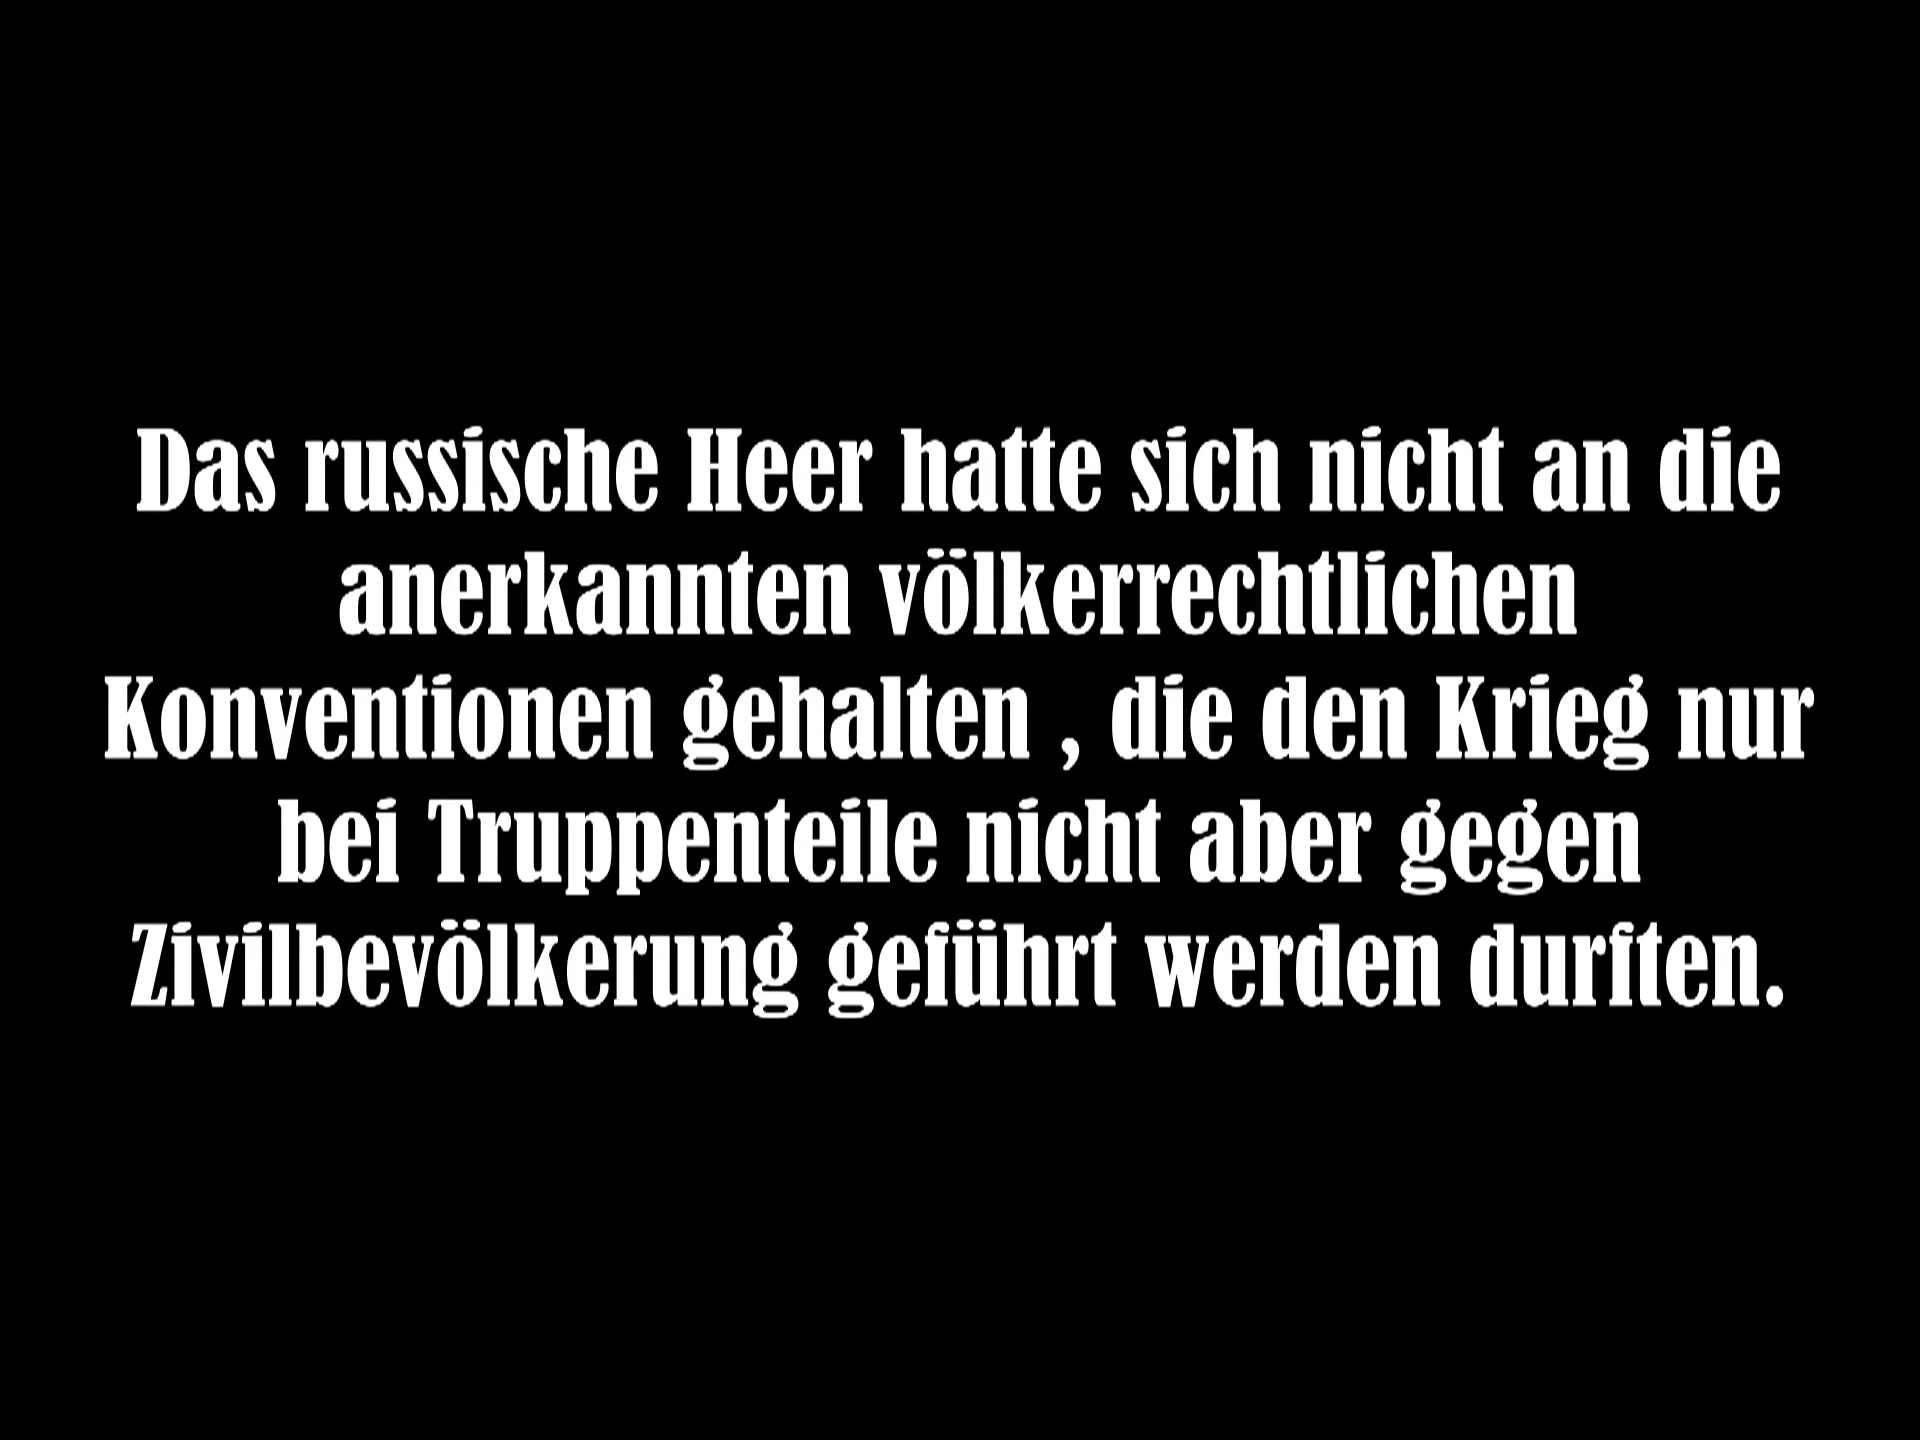 Das russische Heer hatte sich nicht an die
anerkannten völkerrechtlichen
Konventionen gehalten , die den Krieg nur
bei Truppenteile nicht aber gegen
Zivilbevölkerung geführt werden durften.